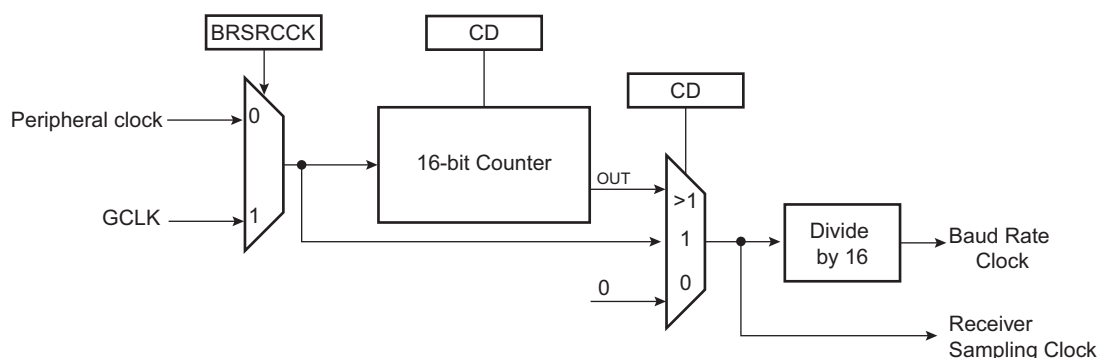 BRSRCCK
CD
CD
Peripheral clock
0
16-bit Counter
OUT
>1
GCLK
1
1
Divide
by 16
Baud Rate
Clock
0
0
Receiver
Sampling Clock